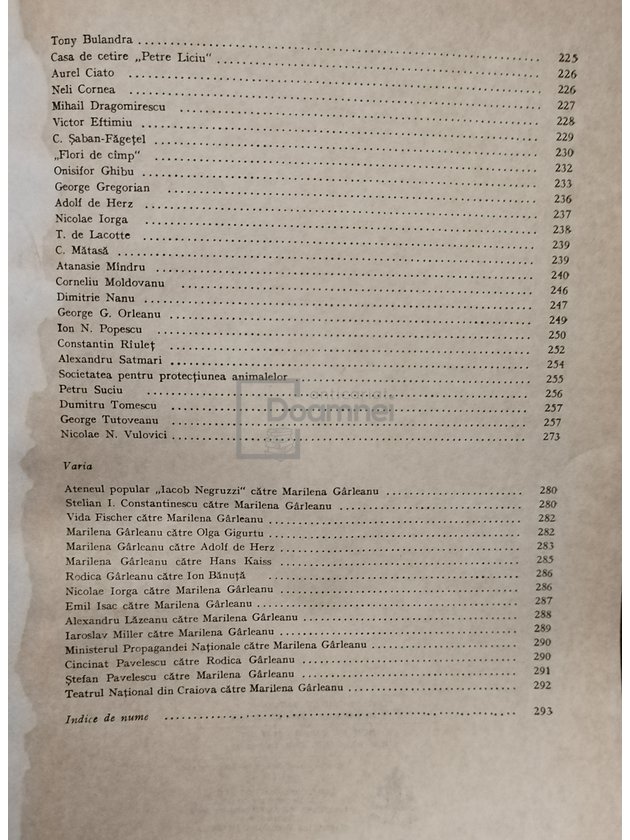 Tony Bulandra ........ 225
Casa de cetire „Petre Liciu“ ........ 226
Aurel Ciato ........ 226
Neli Cornea ........ 227
Mihail Dragomirescu ........ 228
Victor Eftimiu ........ 229
C. Șaban-Făgețel ........ 230
„Flori de cîmp“ ........ 232
Onisifor Ghibu ........ 233
George Gregorian ........ 236
Adolf de Herz ........ 237
Nicolae Iorga ........ 238
T. de Lacotte ........ 239
C. Mătasă ........ 239
Atanasie Mîndru ........ 240
Corneliu Moldovanu ........ 246
Dimitrie Nanu ........ 247
George G. Orleanu ........ 249
Ion N. Popescu ........ 250
Constantin Rîuleț ........ 252
Alexandru Satmari ........ 254
Societatea pentru protecțiunea animalelor ........ 255
Petru Suciu ........ 256
Dumitru Tomescu ........ 257
George Tutoveanu ........ 257
Nicolae N. Vulovici ........ 273
Doamnei
Varia
Ateneul popular „Iacob Negruzzi“ către Marilena Gârleanu ........ 280
Stelian I. Constantinescu către Marilena Gârleanu ........ 280
Vida Fischer către Marilena Gârleanu ........ 282
Marilena Gârleanu către Olga Gigurtu ........ 282
Marilena Gârleanu către Adolf de Herz ........ 283
Marilena Gârleanu către Hans Kaiss ........ 285
Rodica Gârleanu către Ion Bănuță ........ 286
Nicolae Iorga către Marilena Gârleanu ........ 286
Emil Isac către Marilena Gârleanu ........ 287
Alexandru Lăzeanu către Marilena Gârleanu ........ 288
Iaroslav Miller către Marilena Gârleanu ........ 289
Ministerul Propagandei Naționale către Marilena Gârleanu ........ 290
Cincinat Pavelescu către Rodica Gârleanu ........ 290
Ștefan Pavelescu către Marilena Gârleanu ........ 291
Teatrul Național din Craiova către Marilena Gârleanu ........ 292
Indice de nume ........ 293